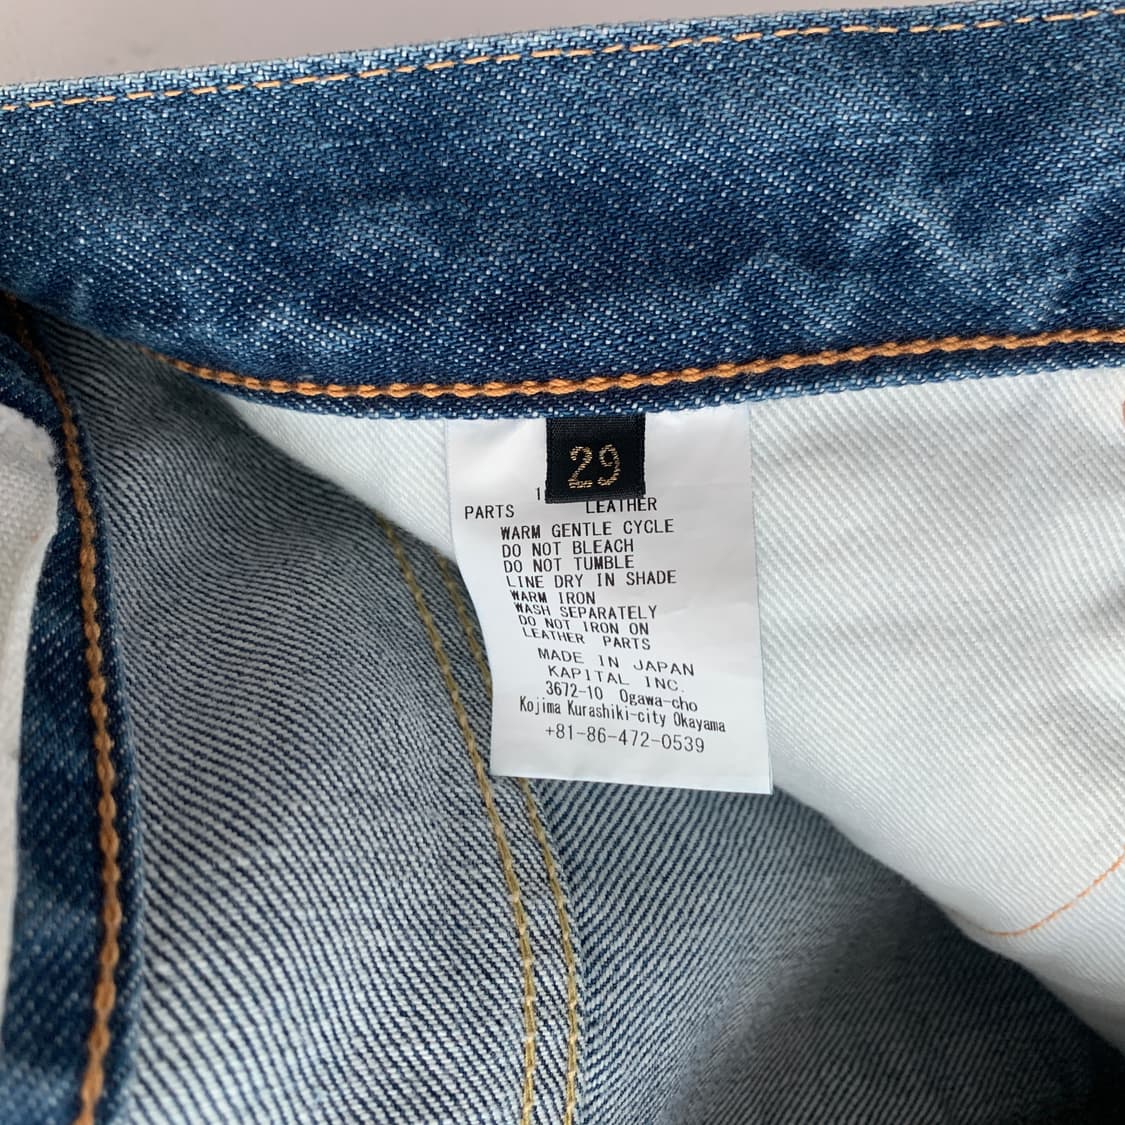 29
PARTS LEATHER
WARM GENTLE CYCLE
DO NOT BLEACH
DO NOT TUMBLE
LINE DRY IN SHADE
WARM IRON
WASH SEPARATELY
DO NOT IRON ON
LEATHER PARTS
MADE IN JAPAN
KAPITAL INC.
3672-10 Ogawa-cho
Kojima Kurashiki-city Okayama
+81-86-472-0539